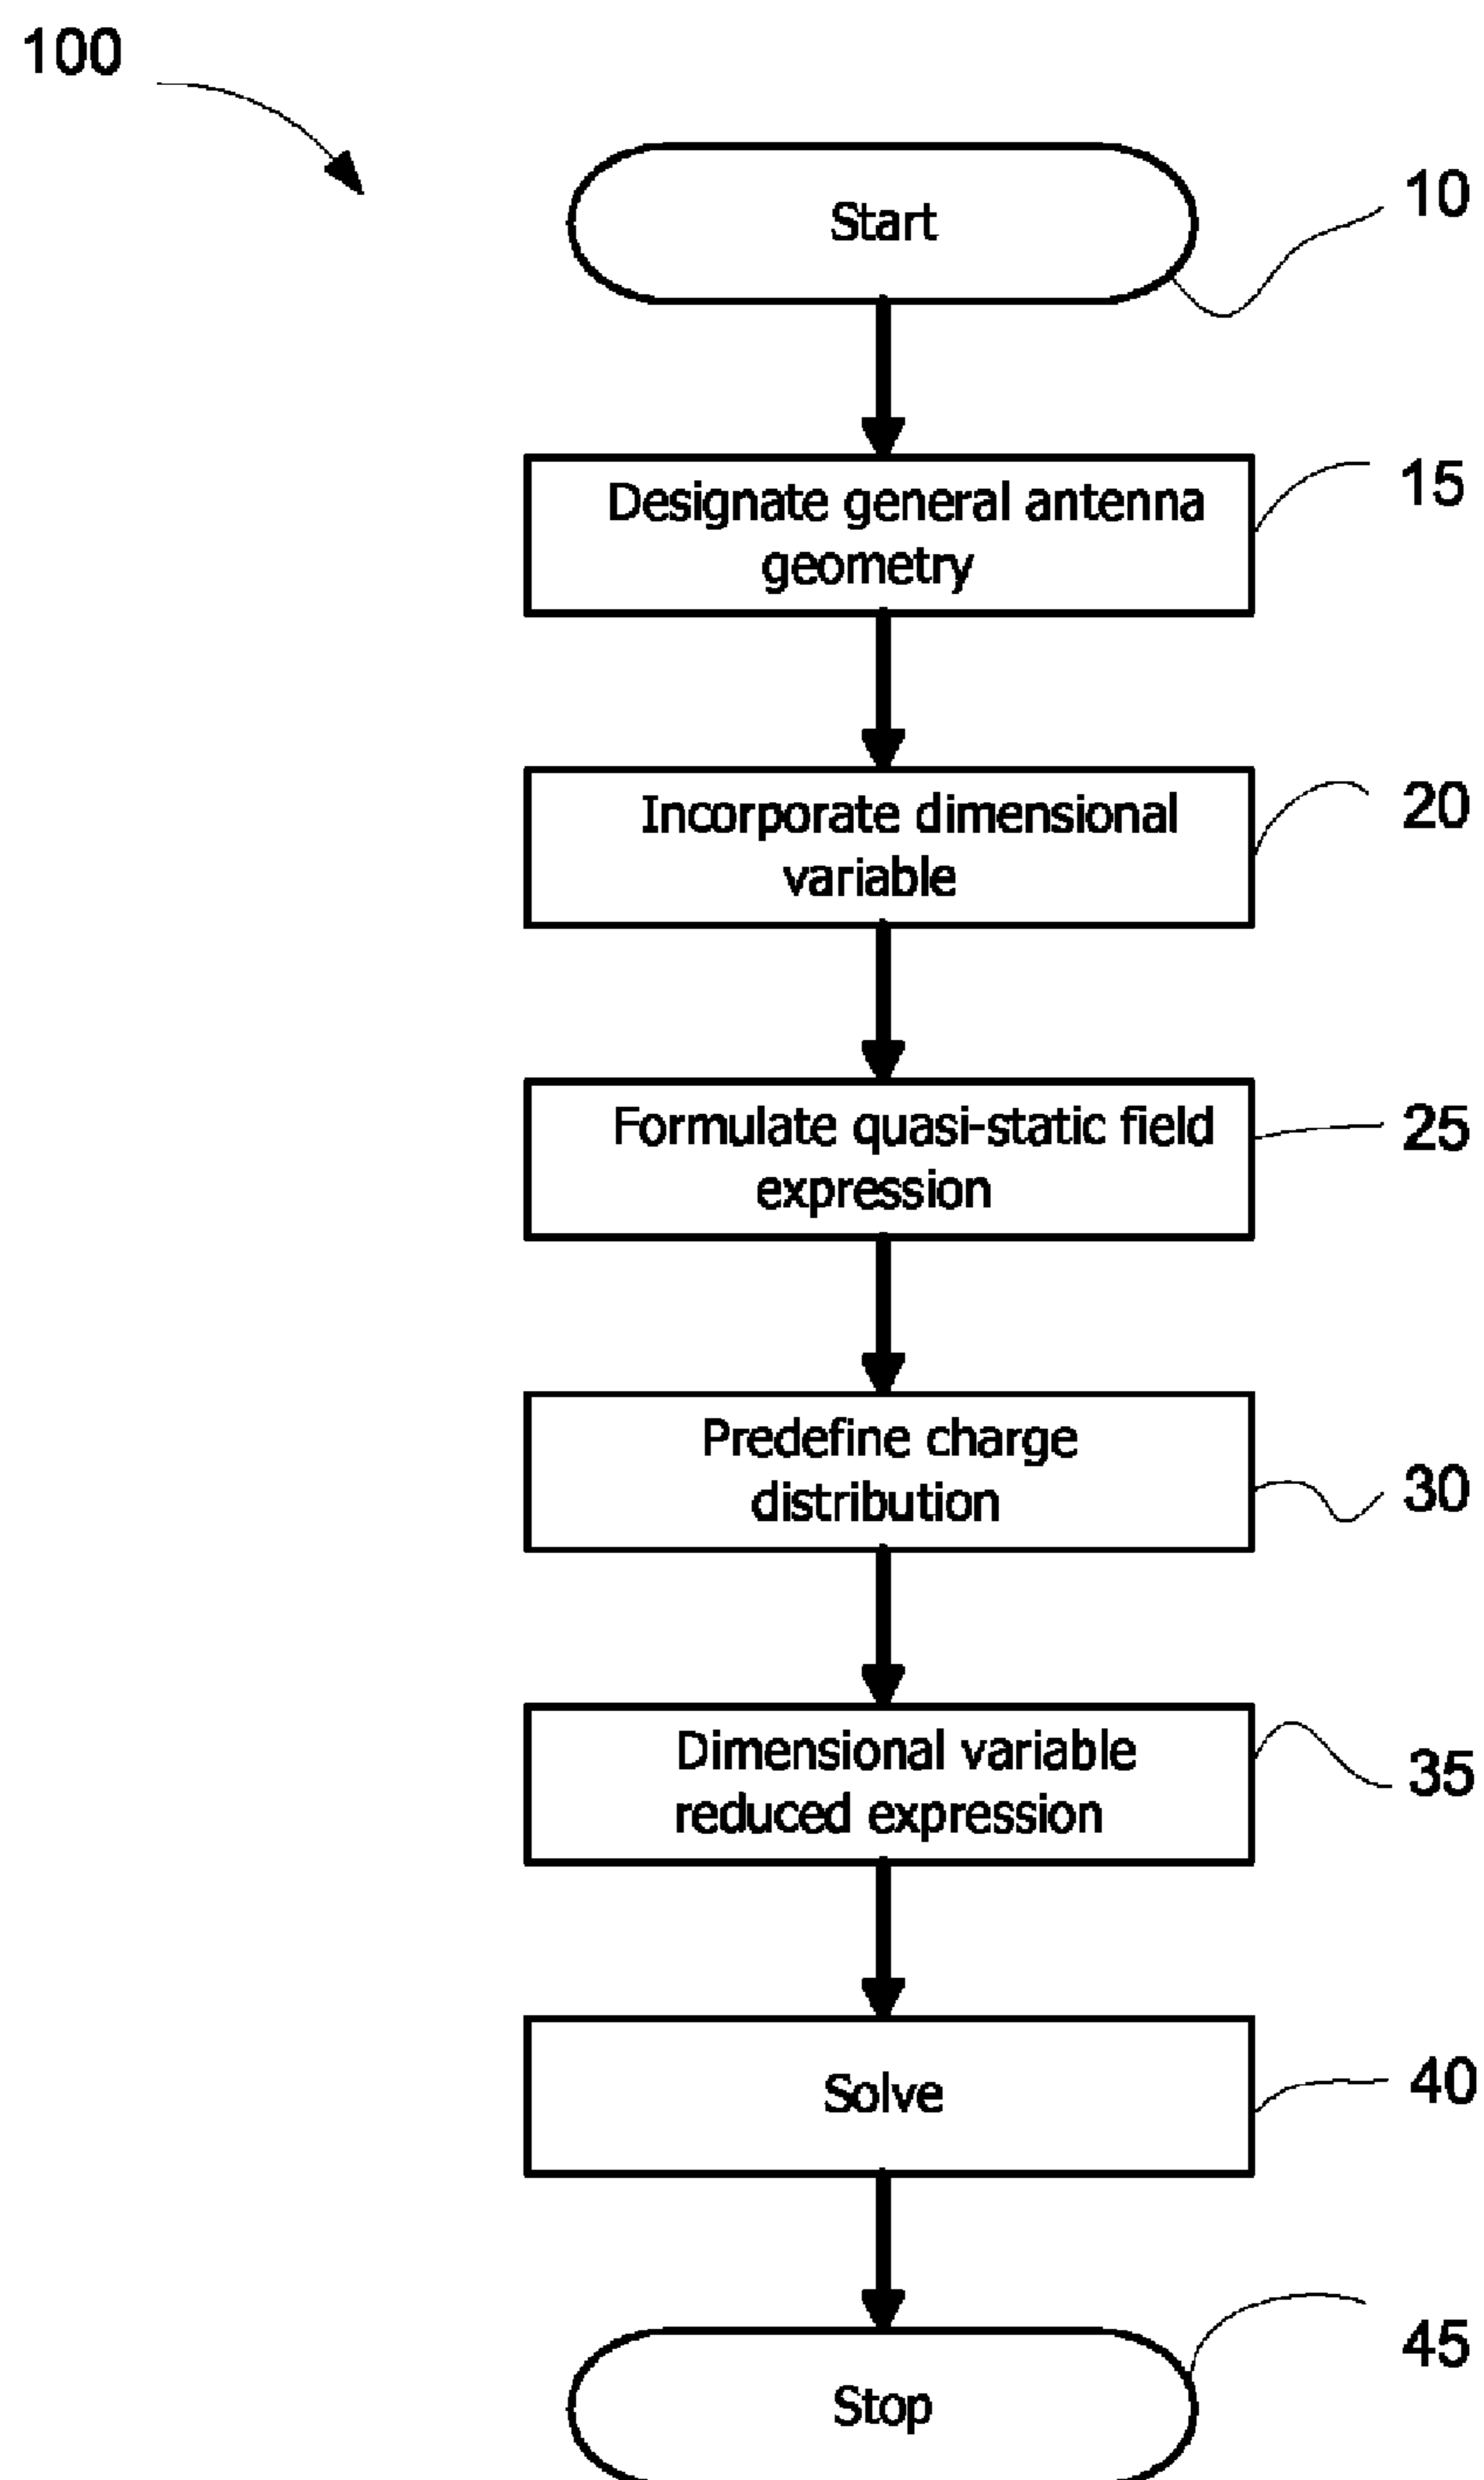 100
Start
10
Designate general antenna
geometry
15
Incorporate dimensional
variable
20
Formulate quasi-static field
expression
25
Predefine charge
distribution
30
Dimensional variable
reduced expression
35
Solve
40
Stop
45